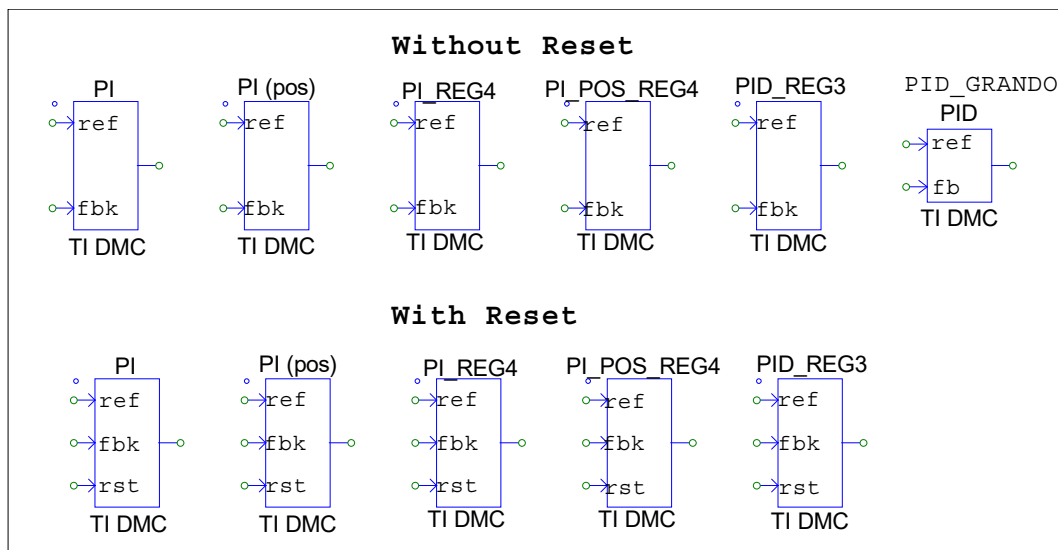 Without Reset
PI
PI (pos)
PI_REG4
PI_POS_REG4
PID_REG3
PID_GRANDO
PID
ref
ref
ref
ref
ref
ref
fbk
fbk
fbk
fbk
fbk
fb
TI DMC
TI DMC
TI DMC
TI DMC
TI DMC
TI DMC
With Reset
PI
PI (pos)
PI_REG4
PI_POS_REG4
PID_REG3
ref
ref
ref
ref
ref
fbk
fbk
fbk
fbk
fbk
rst
rst
rst
rst
rst
TI DMC
TI DMC
TI DMC
TI DMC
TI DMC